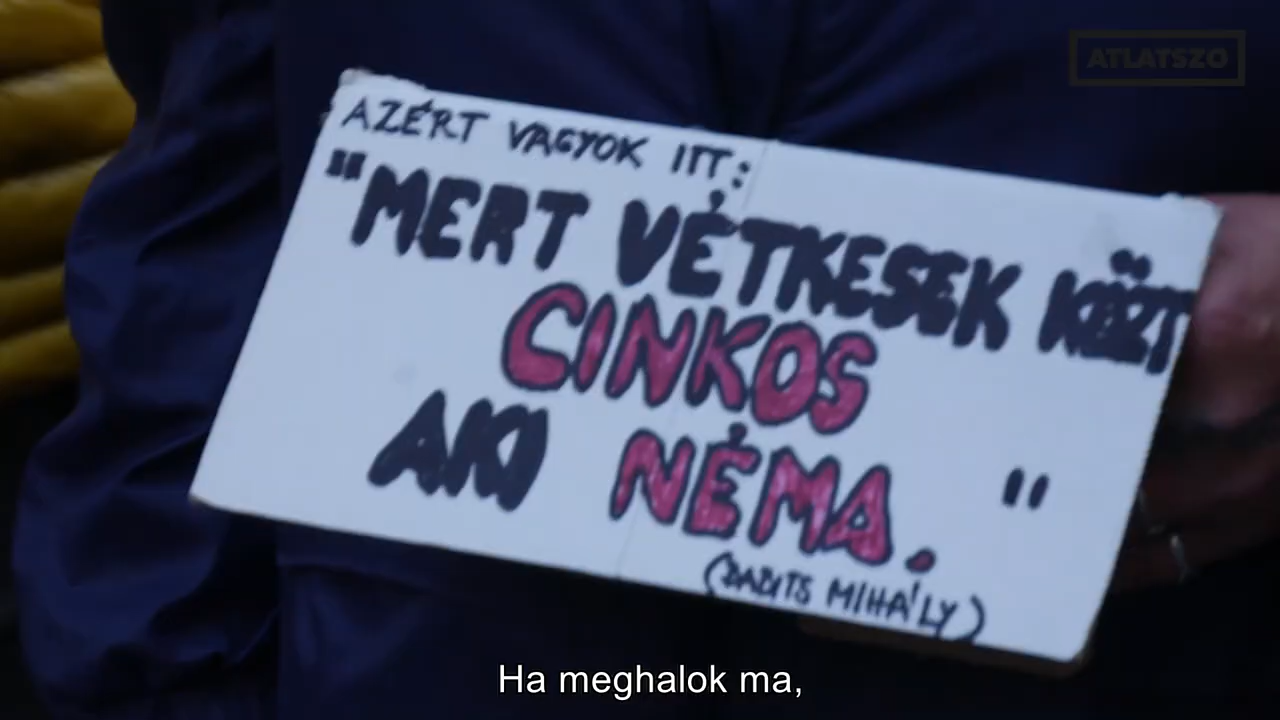 ATLATSZO
AZÉRT VAGYOK ITT:
"MERT VÉTKESEK KÖZT
CINKOS
AKI NÉMA."
(BABITS MIHÁLY)
Ha meghalok ma,